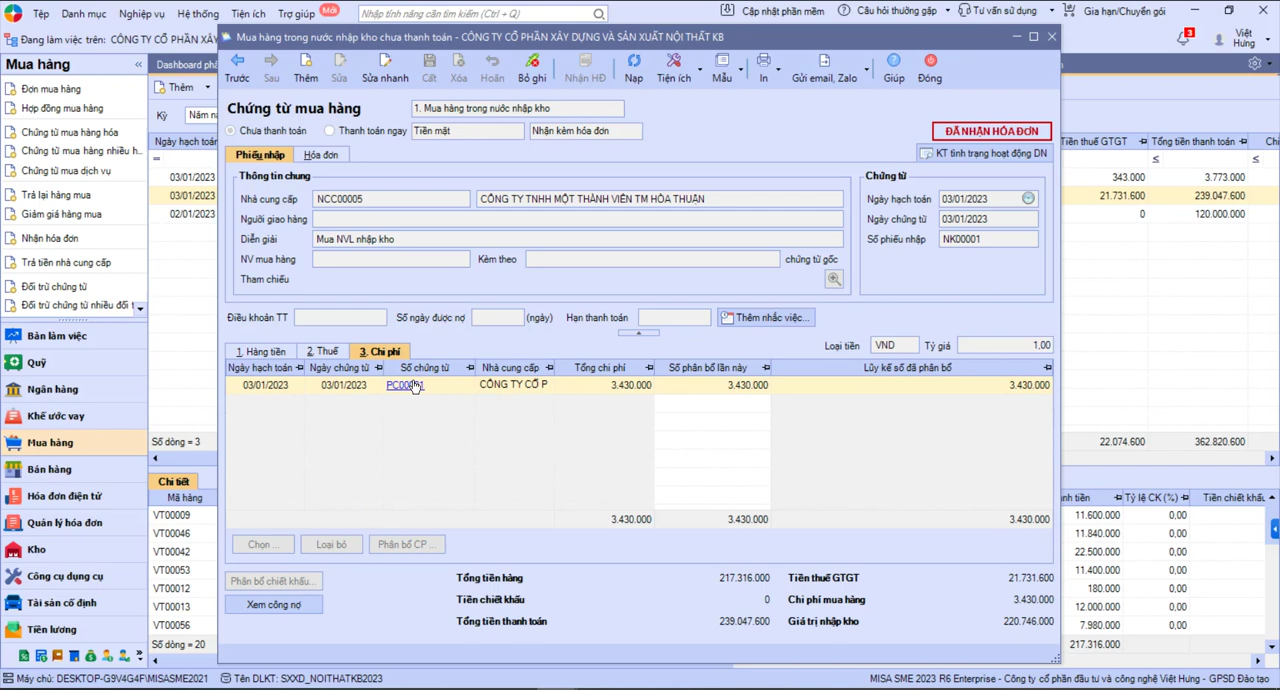 Tệp Danh mục Nghiệp vụ Hệ thống Tiện ích Trợ giúp Mới Nhập tính năng cần tìm kiếm (Ctrl + Q) Cập nhật phần mềm Câu hỏi thường gặp Tư vấn sử dụng Gia hạn/Chuyển gói
Đang làm việc trên: CÔNG TY CỔ PHẦN XÂY 3 Việt Hưng
Mua hàng « Dashboard
Đơn mua hàng
Hợp đồng mua hàng
Chứng từ mua hàng hóa
Chứng từ mua hàng nhiều h...
Chứng từ mua dịch vụ
Trả lại hàng mua
Giảm giá hàng mua
Nhận hóa đơn
Trả tiền nhà cung cấp
Đối trừ chứng từ
Đối trừ chứng từ nhiều đối t
Bàn làm việc
Quỹ
Ngân hàng
Khế ước vay
Mua hàng
Bán hàng
Hóa đơn điện tử
Quản lý hóa đơn
Kho
Công cụ dụng cụ
Tài sản cố định
Tiền lương
Thêm
Kỳ Năm
Ngày hạch toán
=
03/01/2023
03/01/2023
02/01/2023
Số dòng = 3
Chi tiết
Mã hàng
VT00009
VT00046
VT00042
VT00053
VT00012
VT00013
VT00056
Số dòng = 20
Mua hàng trong nước nhập kho chưa thanh toán - CÔNG TY CỔ PHẦN XÂY DỰNG VÀ SẢN XUẤT NỘI THẤT KB
Trước Sau Thêm Sửa Sửa nhanh Cất Xóa Hoãn Bỏ ghi Nhận HĐ Nạp Tiện ích Mẫu In Gửi email, Zalo Giúp Đóng
Chứng từ mua hàng 1. Mua hàng trong nước nhập kho
Chưa thanh toán Thanh toán ngay Tiền mặt Nhận kèm hóa đơn ĐÃ NHẬN HÓA ĐƠN
Phiếu nhập Hóa đơn KT tình trạng hoạt động DN
Thông tin chung Chứng từ
Nhà cung cấp NCC00005 CÔNG TY TNHH MỘT THÀNH VIÊN TM HÒA THUẬN Ngày hạch toán 03/01/2023
Người giao hàng Ngày chứng từ 03/01/2023
Diễn giải Mua NVL nhập kho Số phiếu nhập NK00001
NV mua hàng Kèm theo chứng từ gốc
Tham chiếu
Điều khoản TT Số ngày được nợ (ngày) Hạn thanh toán Thêm nhắc việc...
1. Hàng tiền 2. Thuế 3. Chi phí Loại tiền VND Tỷ giá 1,00
Ngày hạch toán Ngày chứng từ Số chứng từ Nhà cung cấp Tổng chi phí Số phân bổ lần này Lũy kế số đã phân bổ
03/01/2023 03/01/2023 CÔNG TY CỔ P 3.430.000 3.430.000 3.430.000
3.430.000 3.430.000 3.430.000
Chọn ... Loại bỏ Phân bổ CP ...
Phân bổ chiết khấu... Tổng tiền hàng 217.316.000 Tiền thuế GTGT 21.731.600
Xem công nợ Tiền chiết khấu 0 Chi phí mua hàng 3.430.000
Tổng tiền thanh toán 239.047.600 Giá trị nhập kho 220.746.000
Tiền thuế GTGT Tổng tiền thanh toán Chi
≤ ≤
343.000 3.773.000
21.731.600 239.047.600
0 120.000.000
22.074.600 362.820.600
Tỷ lệ CK (%) Tiền chiết khấu
11.600.000 0,00
11.840.000 0,00
22.500.000 0,00
11.400.000 0,00
180.000 0,00
12.000.000 0,00
7.980.000 0,00
217.316.000
Máy chủ: DESKTOP-G9V4G4F\MISASME2021 Tên DLKT: SXXD_NOITHATKB2023 MISA SME 2023 R6 Enterprise - Công ty cổ phần đầu tư và công nghệ Việt Hưng - GPSD Đào tạo